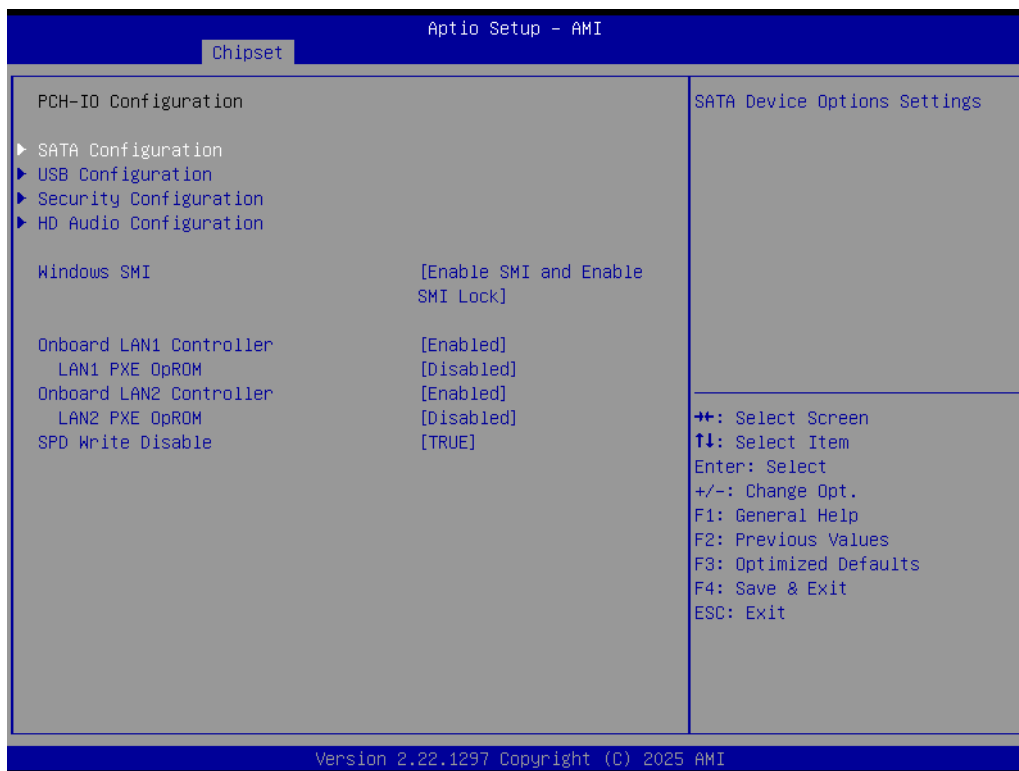 Aptio Setup – AMI
Chipset
PCH-IO Configuration
SATA Configuration
USB Configuration
Security Configuration
HD Audio Configuration
Windows SMI [Enable SMI and Enable
SMI Lock]
Onboard LAN1 Controller [Enabled]
LAN1 PXE OpROM [Disabled]
Onboard LAN2 Controller [Enabled]
LAN2 PXE OpROM [Disabled]
SPD Write Disable [TRUE]
SATA Device Options Settings
→←: Select Screen
↑↓: Select Item
Enter: Select
+/-: Change Opt.
F1: General Help
F2: Previous Values
F3: Optimized Defaults
F4: Save & Exit
ESC: Exit
Version 2.22.1297 Copyright (C) 2025 AMI